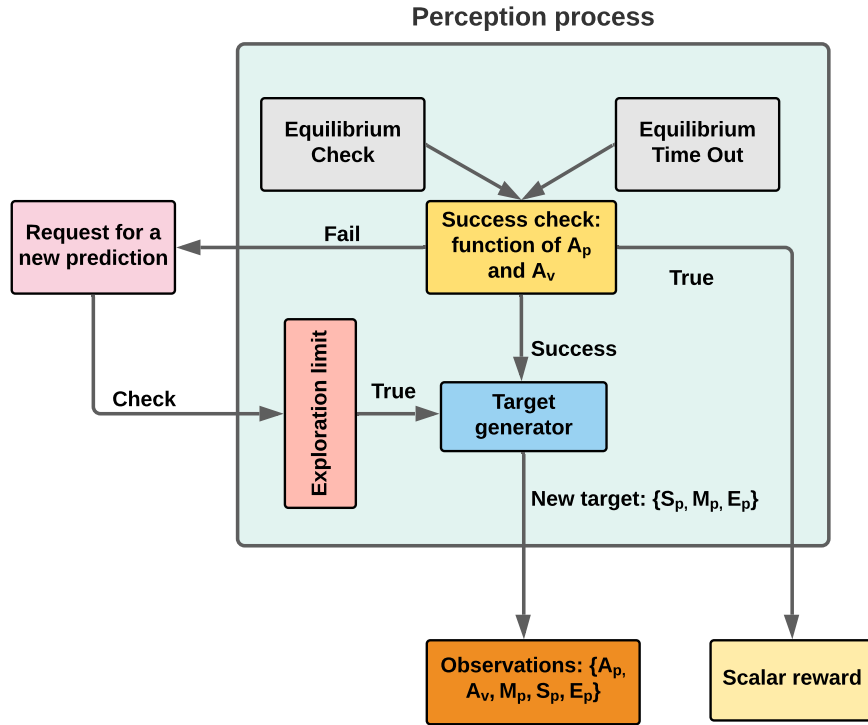 Perception process
Equilibrium
Check
Equilibrium
Time Out
Request for a
new prediction
Fail
Success check:
function of Aₚ
and Aᵥ
True
Success
Exploration limit
Check
True
Target
generator
New target: {Sₚ, Mₚ, Eₚ}
Observations: {Aₚ,
Aᵥ, Mₚ, Sₚ, Eₚ}
Scalar reward